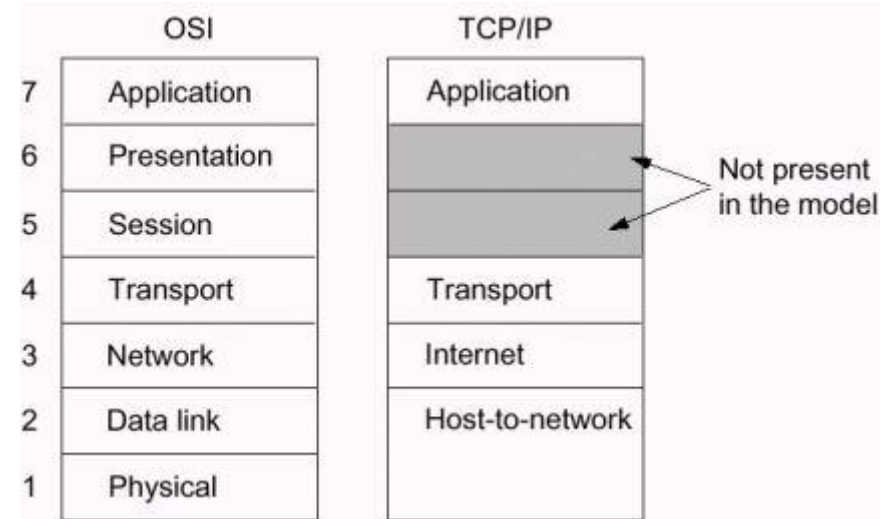 OSI
TCP/IP
7
Application
Application
6
Presentation
5
Session
Not present
in the model
4
Transport
Transport
3
Network
Internet
2
Data link
Host-to-network
1
Physical